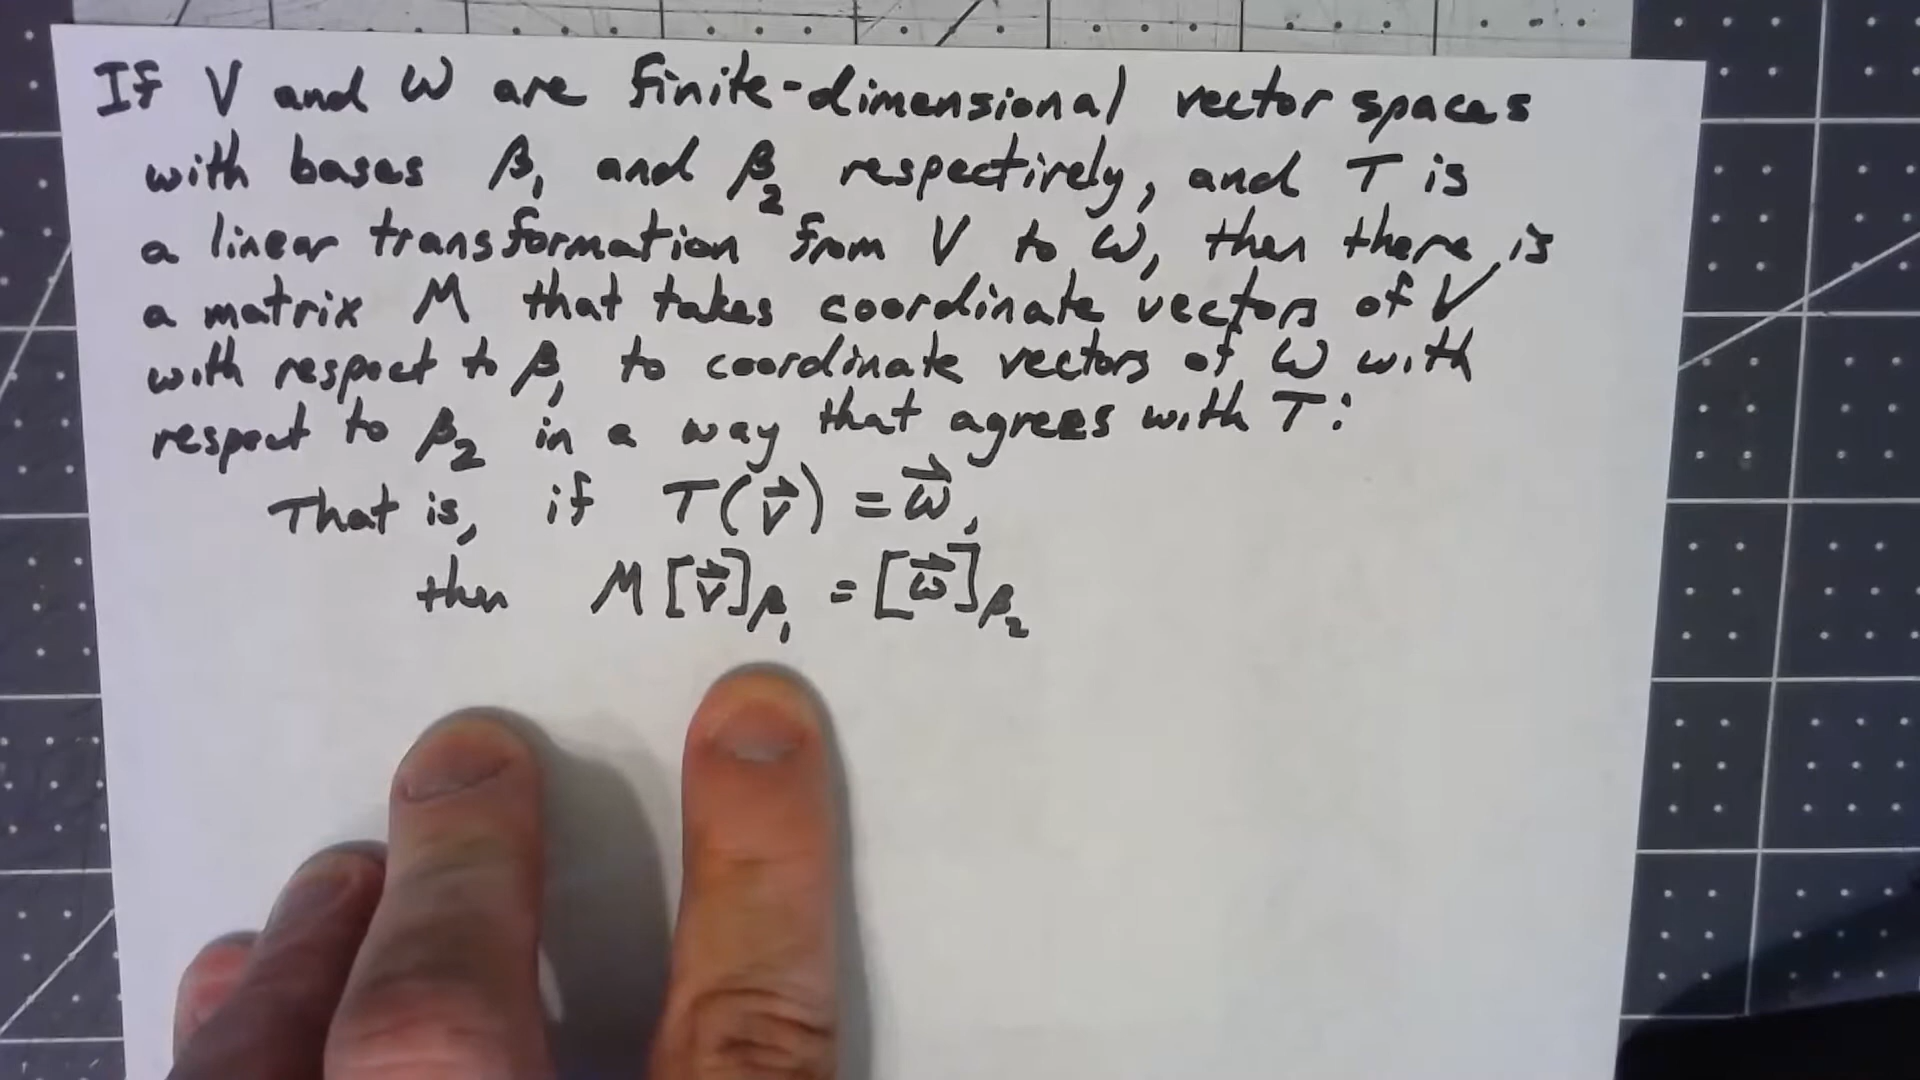 If V and W are finite-dimensional vector spaces
with bases β₁ and β₂ respectively, and T is
a linear transformation from V to W, then there is
a matrix M that takes coordinate vectors of V
with respect to β₁ to coordinate vectors of W with
respect to β₂ in a way that agrees with T:
That is, if T(v⃗) = w⃗,
then M[v⃗]β₁ = [w⃗]β₂